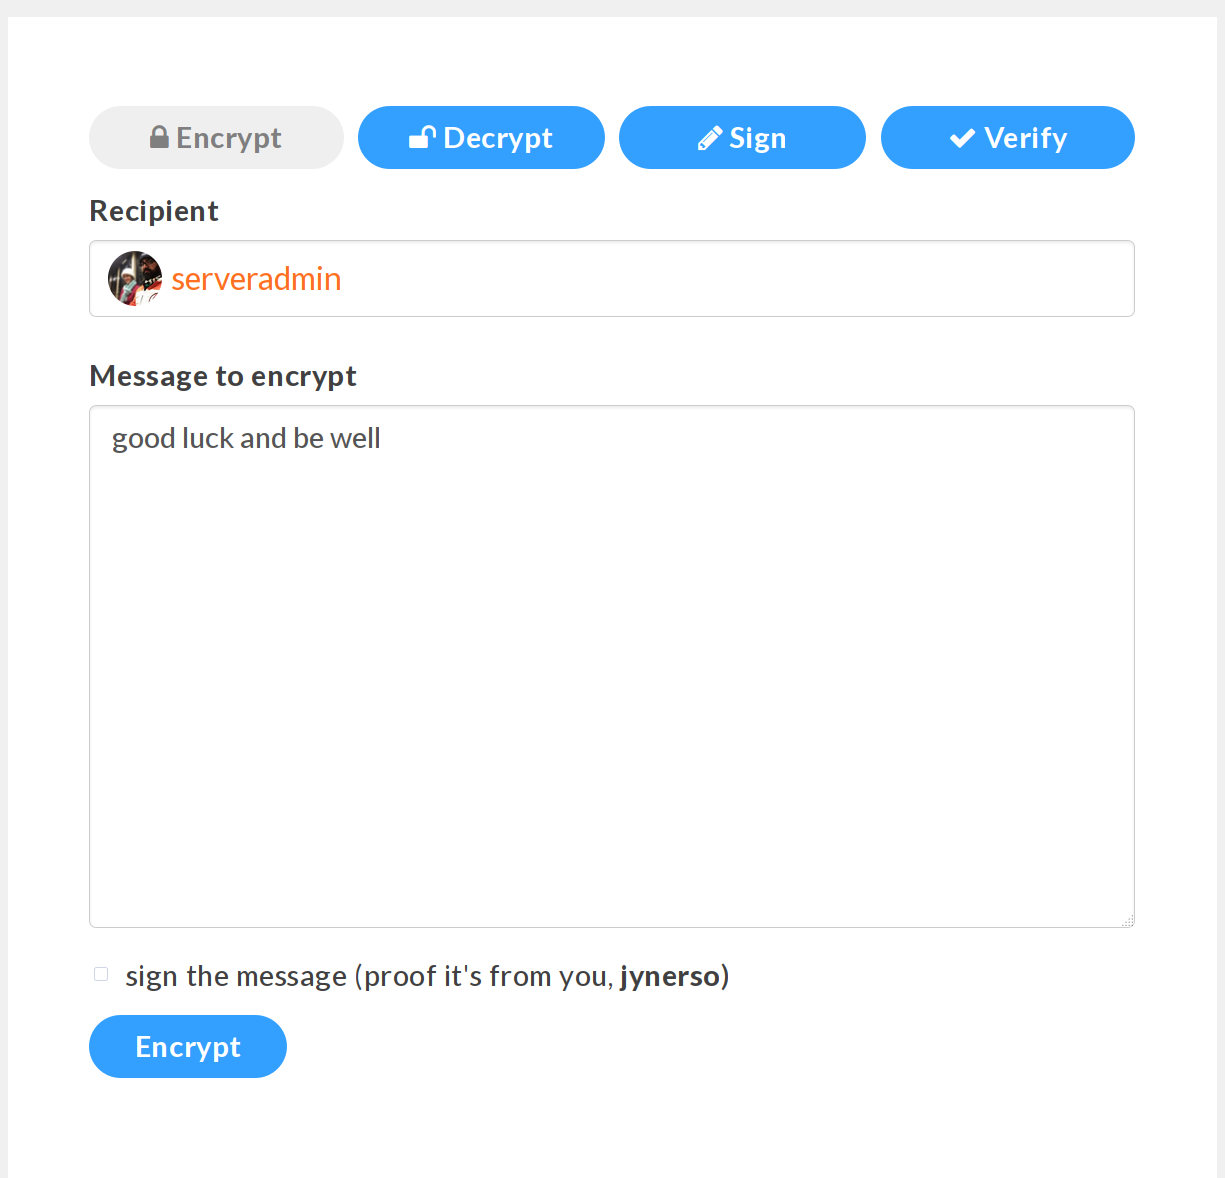 Encrypt Decrypt Sign Verify
Recipient
serveradmin
Message to encrypt
good luck and be well
sign the message (proof it's from you, jynerso)
Encrypt